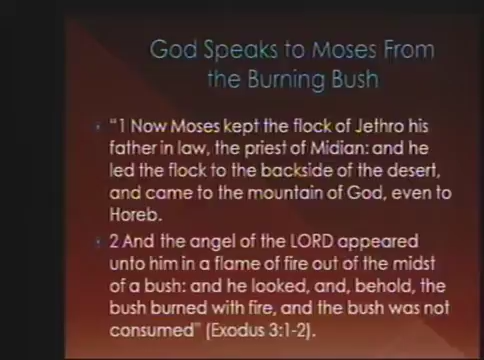 God Speaks to Moses From
the Burning Bush
"1 Now Moses kept the flock of Jethro his
father in law, the priest of Midian: and he
led the flock to the backside of the desert,
and came to the mountain of God, even to
Horeb.
2 And the angel of the LORD appeared
unto him in a flame of fire out of the midst
of a bush: and he looked, and, behold, the
bush burned with fire, and the bush was not
consumed" (Exodus 3:1-2).